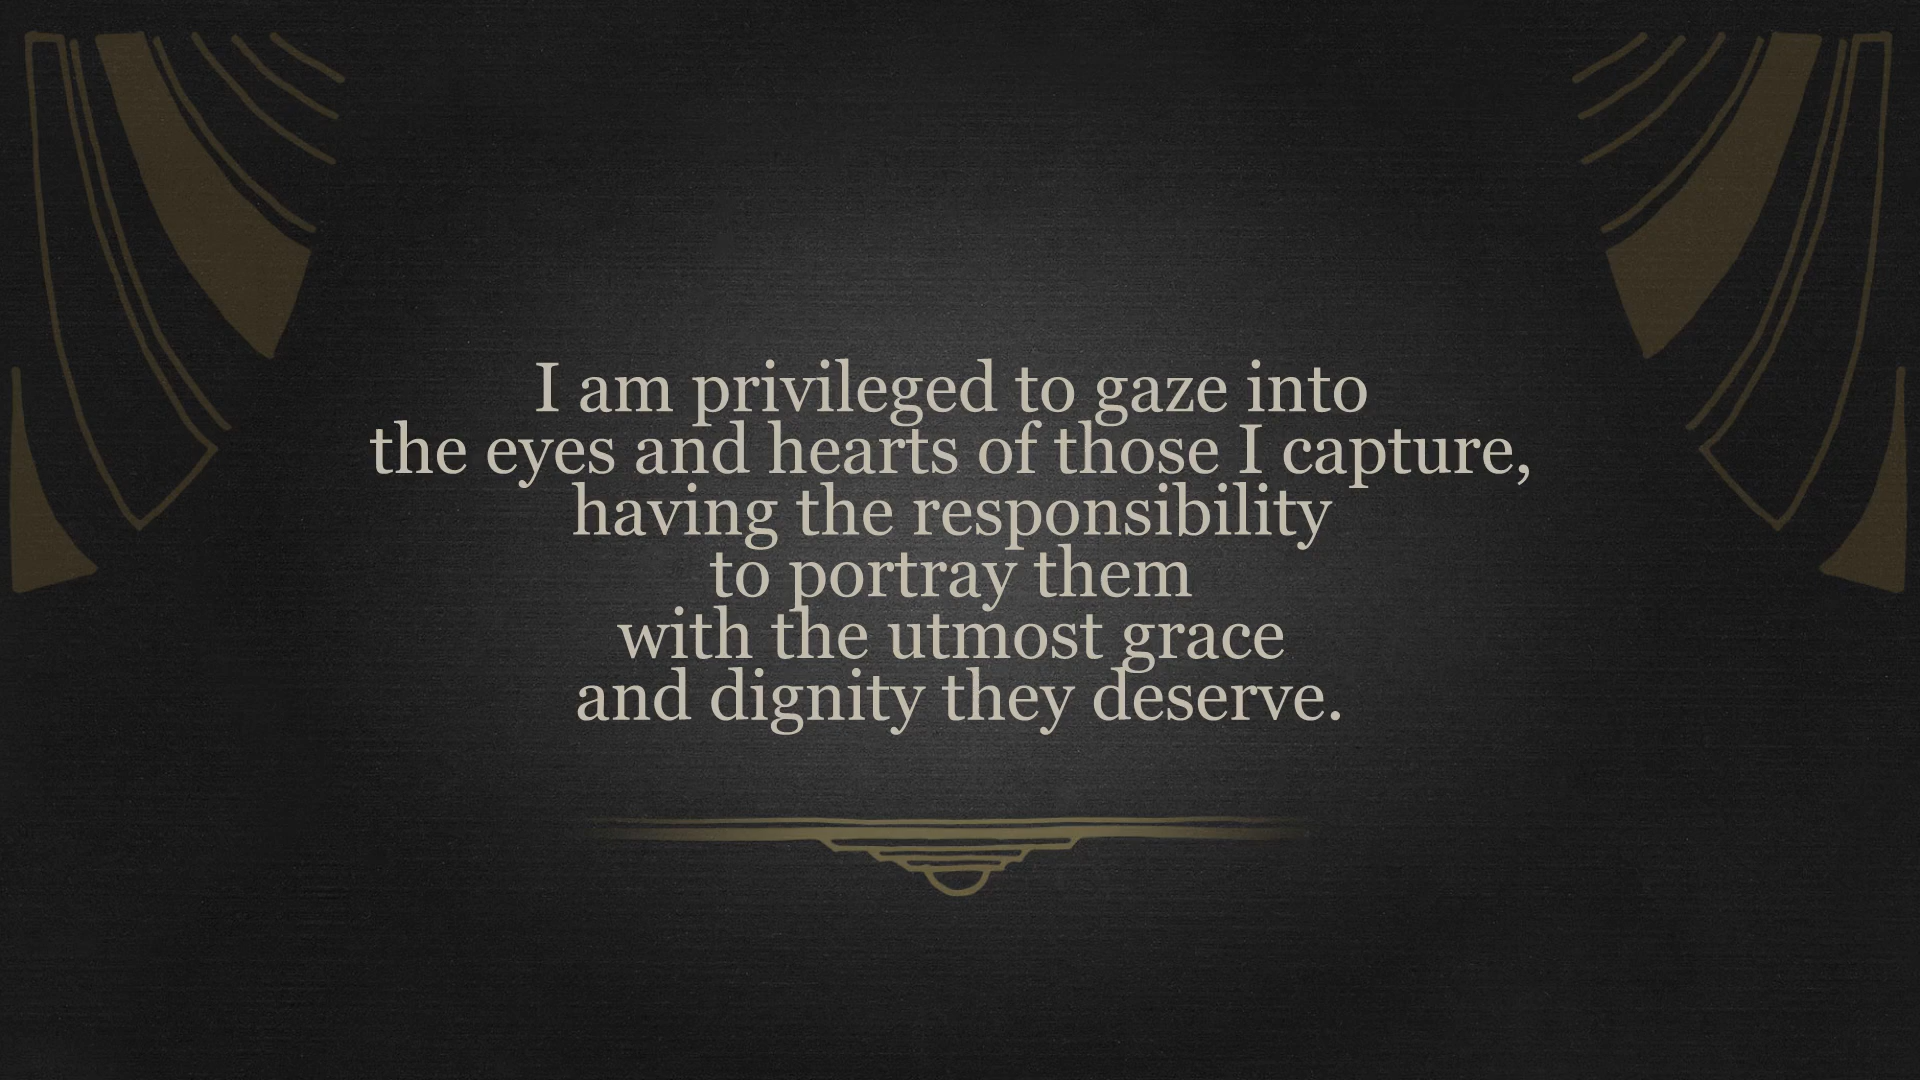 I am privileged to gaze into
the eyes and hearts of those I capture,
having the responsibility
to portray them
with the utmost grace
and dignity they deserve.